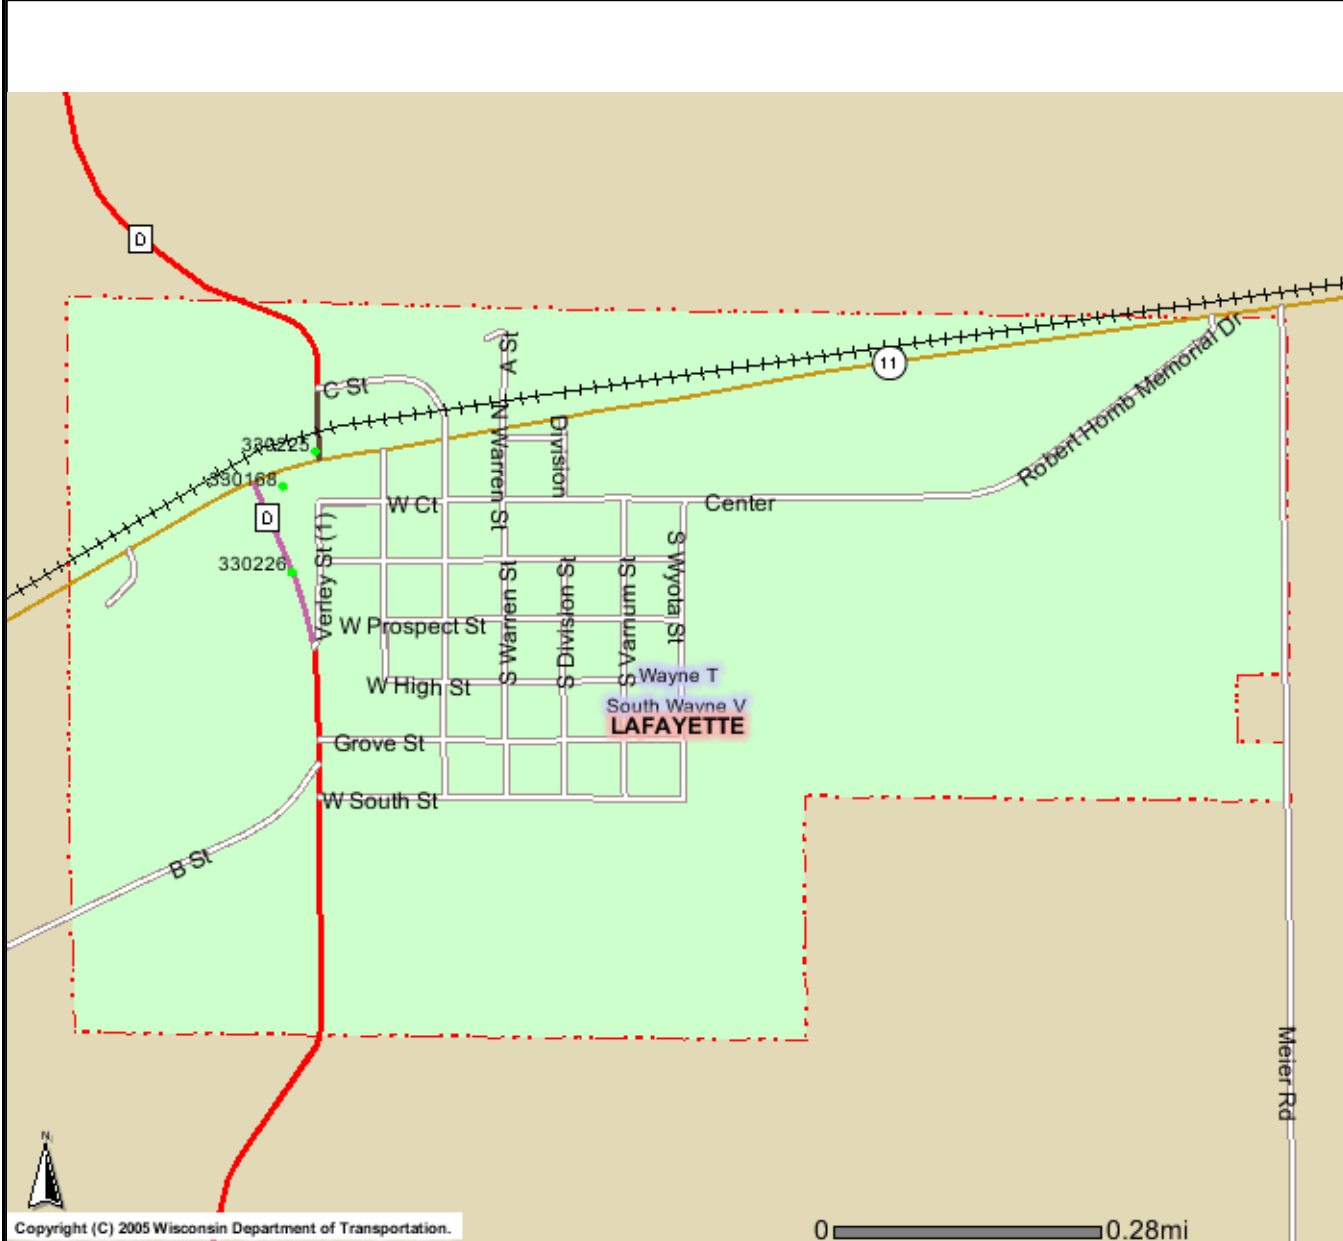 D
A St
11
C St
Robert Homb Memorial Dr
N Warren St
Division
330225
330168
W Ct
Center
D
Verley St (1)
S Wyota St
330226
S Warren St
S Division St
S Varnum St
W Prospect St
Wayne T
W High St
South Wayne V
LAFAYETTE
Grove St
W South St
B St
Meier Rd
N
Copyright (C) 2005 Wisconsin Department of Transportation.
0 0.28mi